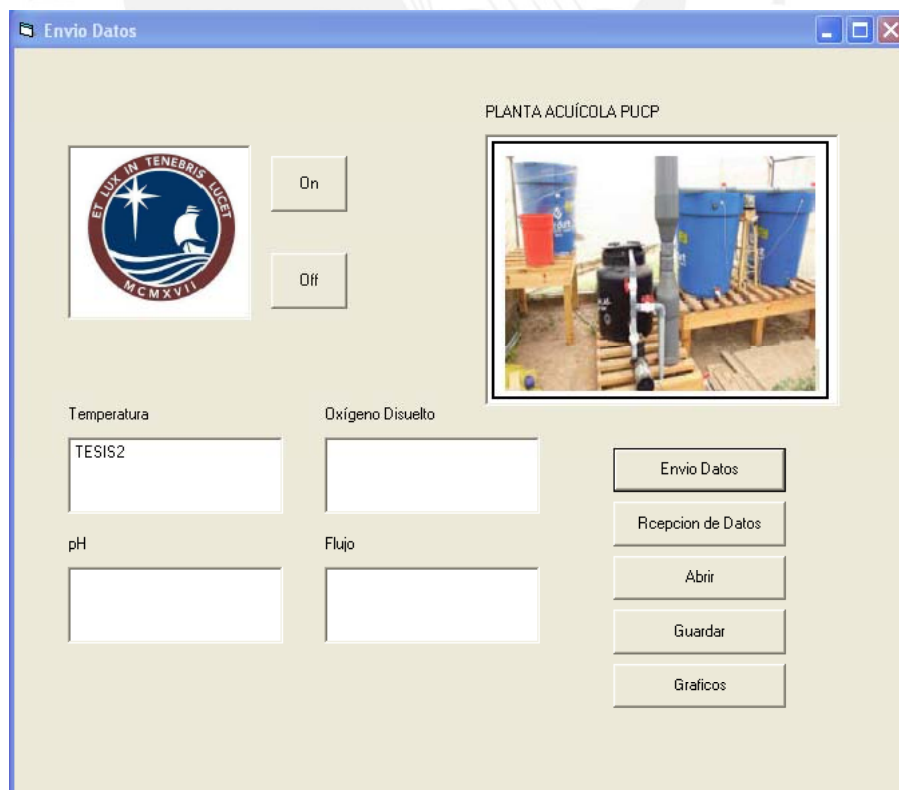 Envio Datos
PLANTA ACUÍCOLA PUCP
ET LUX IN TENEBRIS LUCET
MCMXVII
On
Off
Temperatura
Oxígeno Disuelto
TESIS2
pH
Flujo
Envio Datos
Rcepcion de Datos
Abrir
Guardar
Graficos